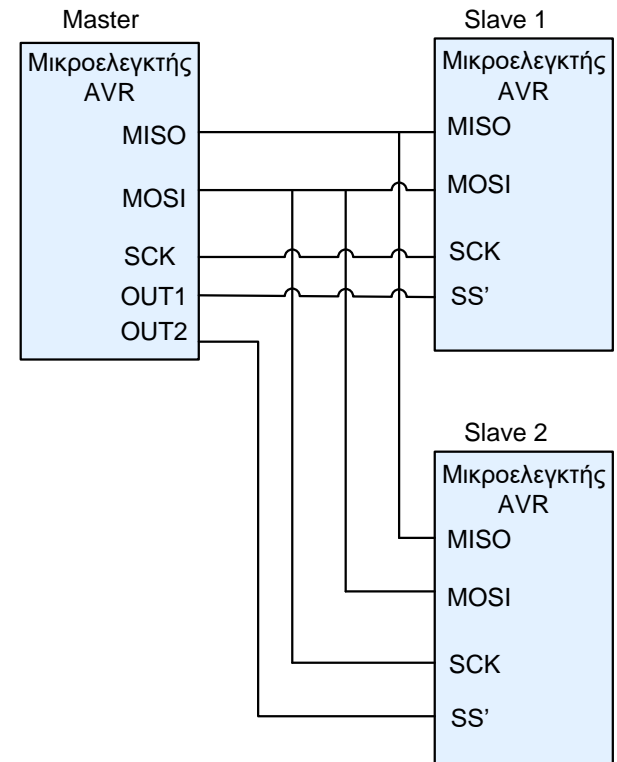 Master
Μικροελεγκτής
AVR
MISO
MOSI
SCK
OUT1
OUT2
Slave 1
Μικροελεγκτής
AVR
MISO
MOSI
SCK
SS’
Slave 2
Μικροελεγκτής
AVR
MISO
MOSI
SCK
SS’